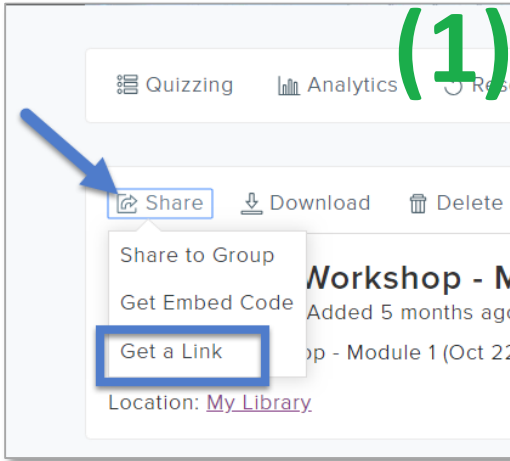 (1)
Quizzing Analytics
Share Download Delete
Share to Group
Workshop -
Get Embed Code
Added 5 months ago
Get a Link
- Module 1 (Oct 22
Location: My Library